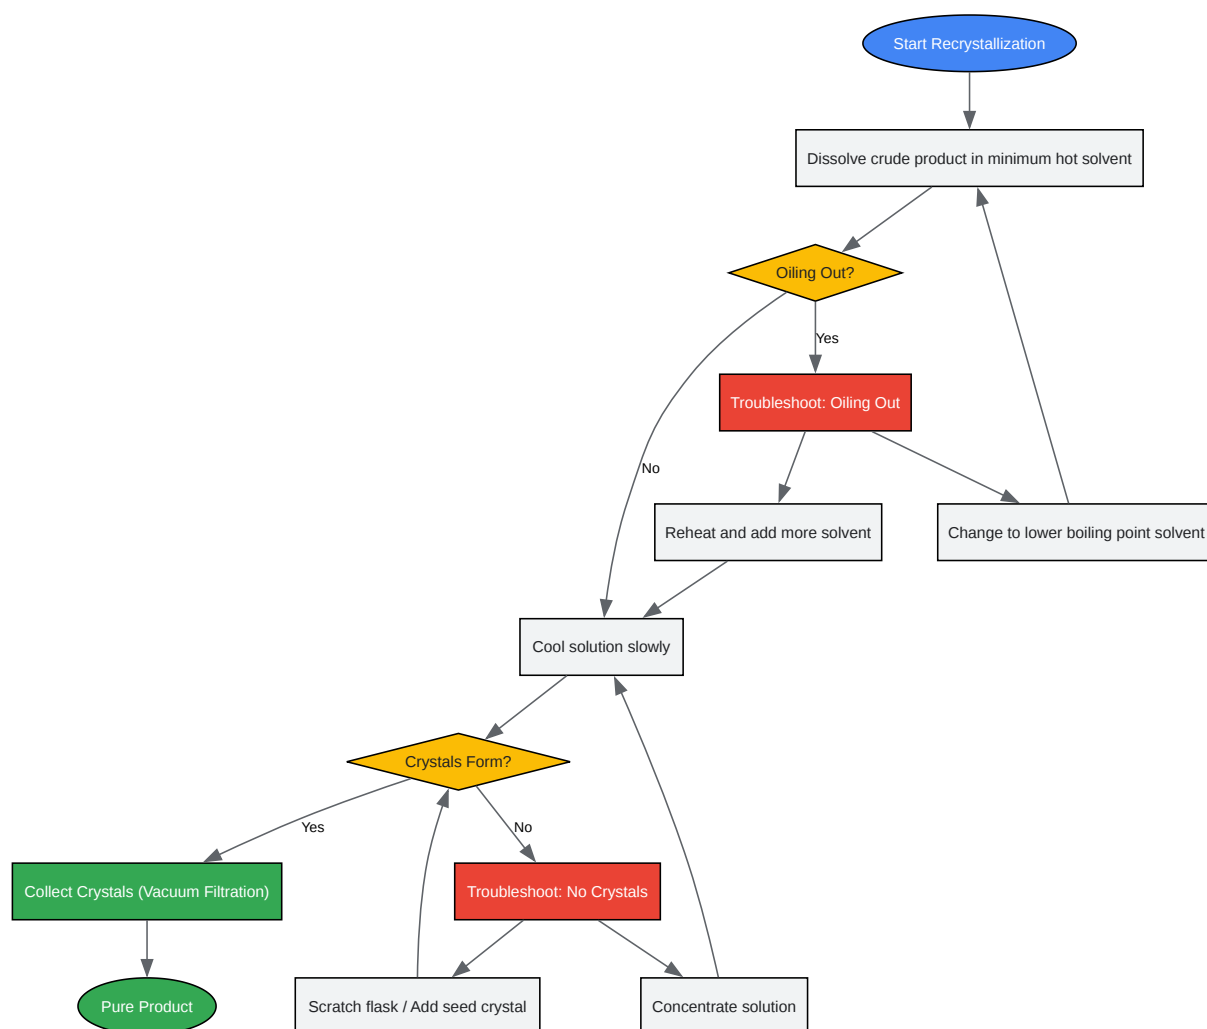 Start Recrystallization
Dissolve crude product in minimum hot solvent
Oiling Out?
Yes
Troubleshoot: Oiling Out
No
Reheat and add more solvent
Change to lower boiling point solvent
Cool solution slowly
Crystals Form?
Yes
No
Collect Crystals (Vacuum Filtration)
Troubleshoot: No Crystals
Pure Product
Scratch flask / Add seed crystal
Concentrate solution